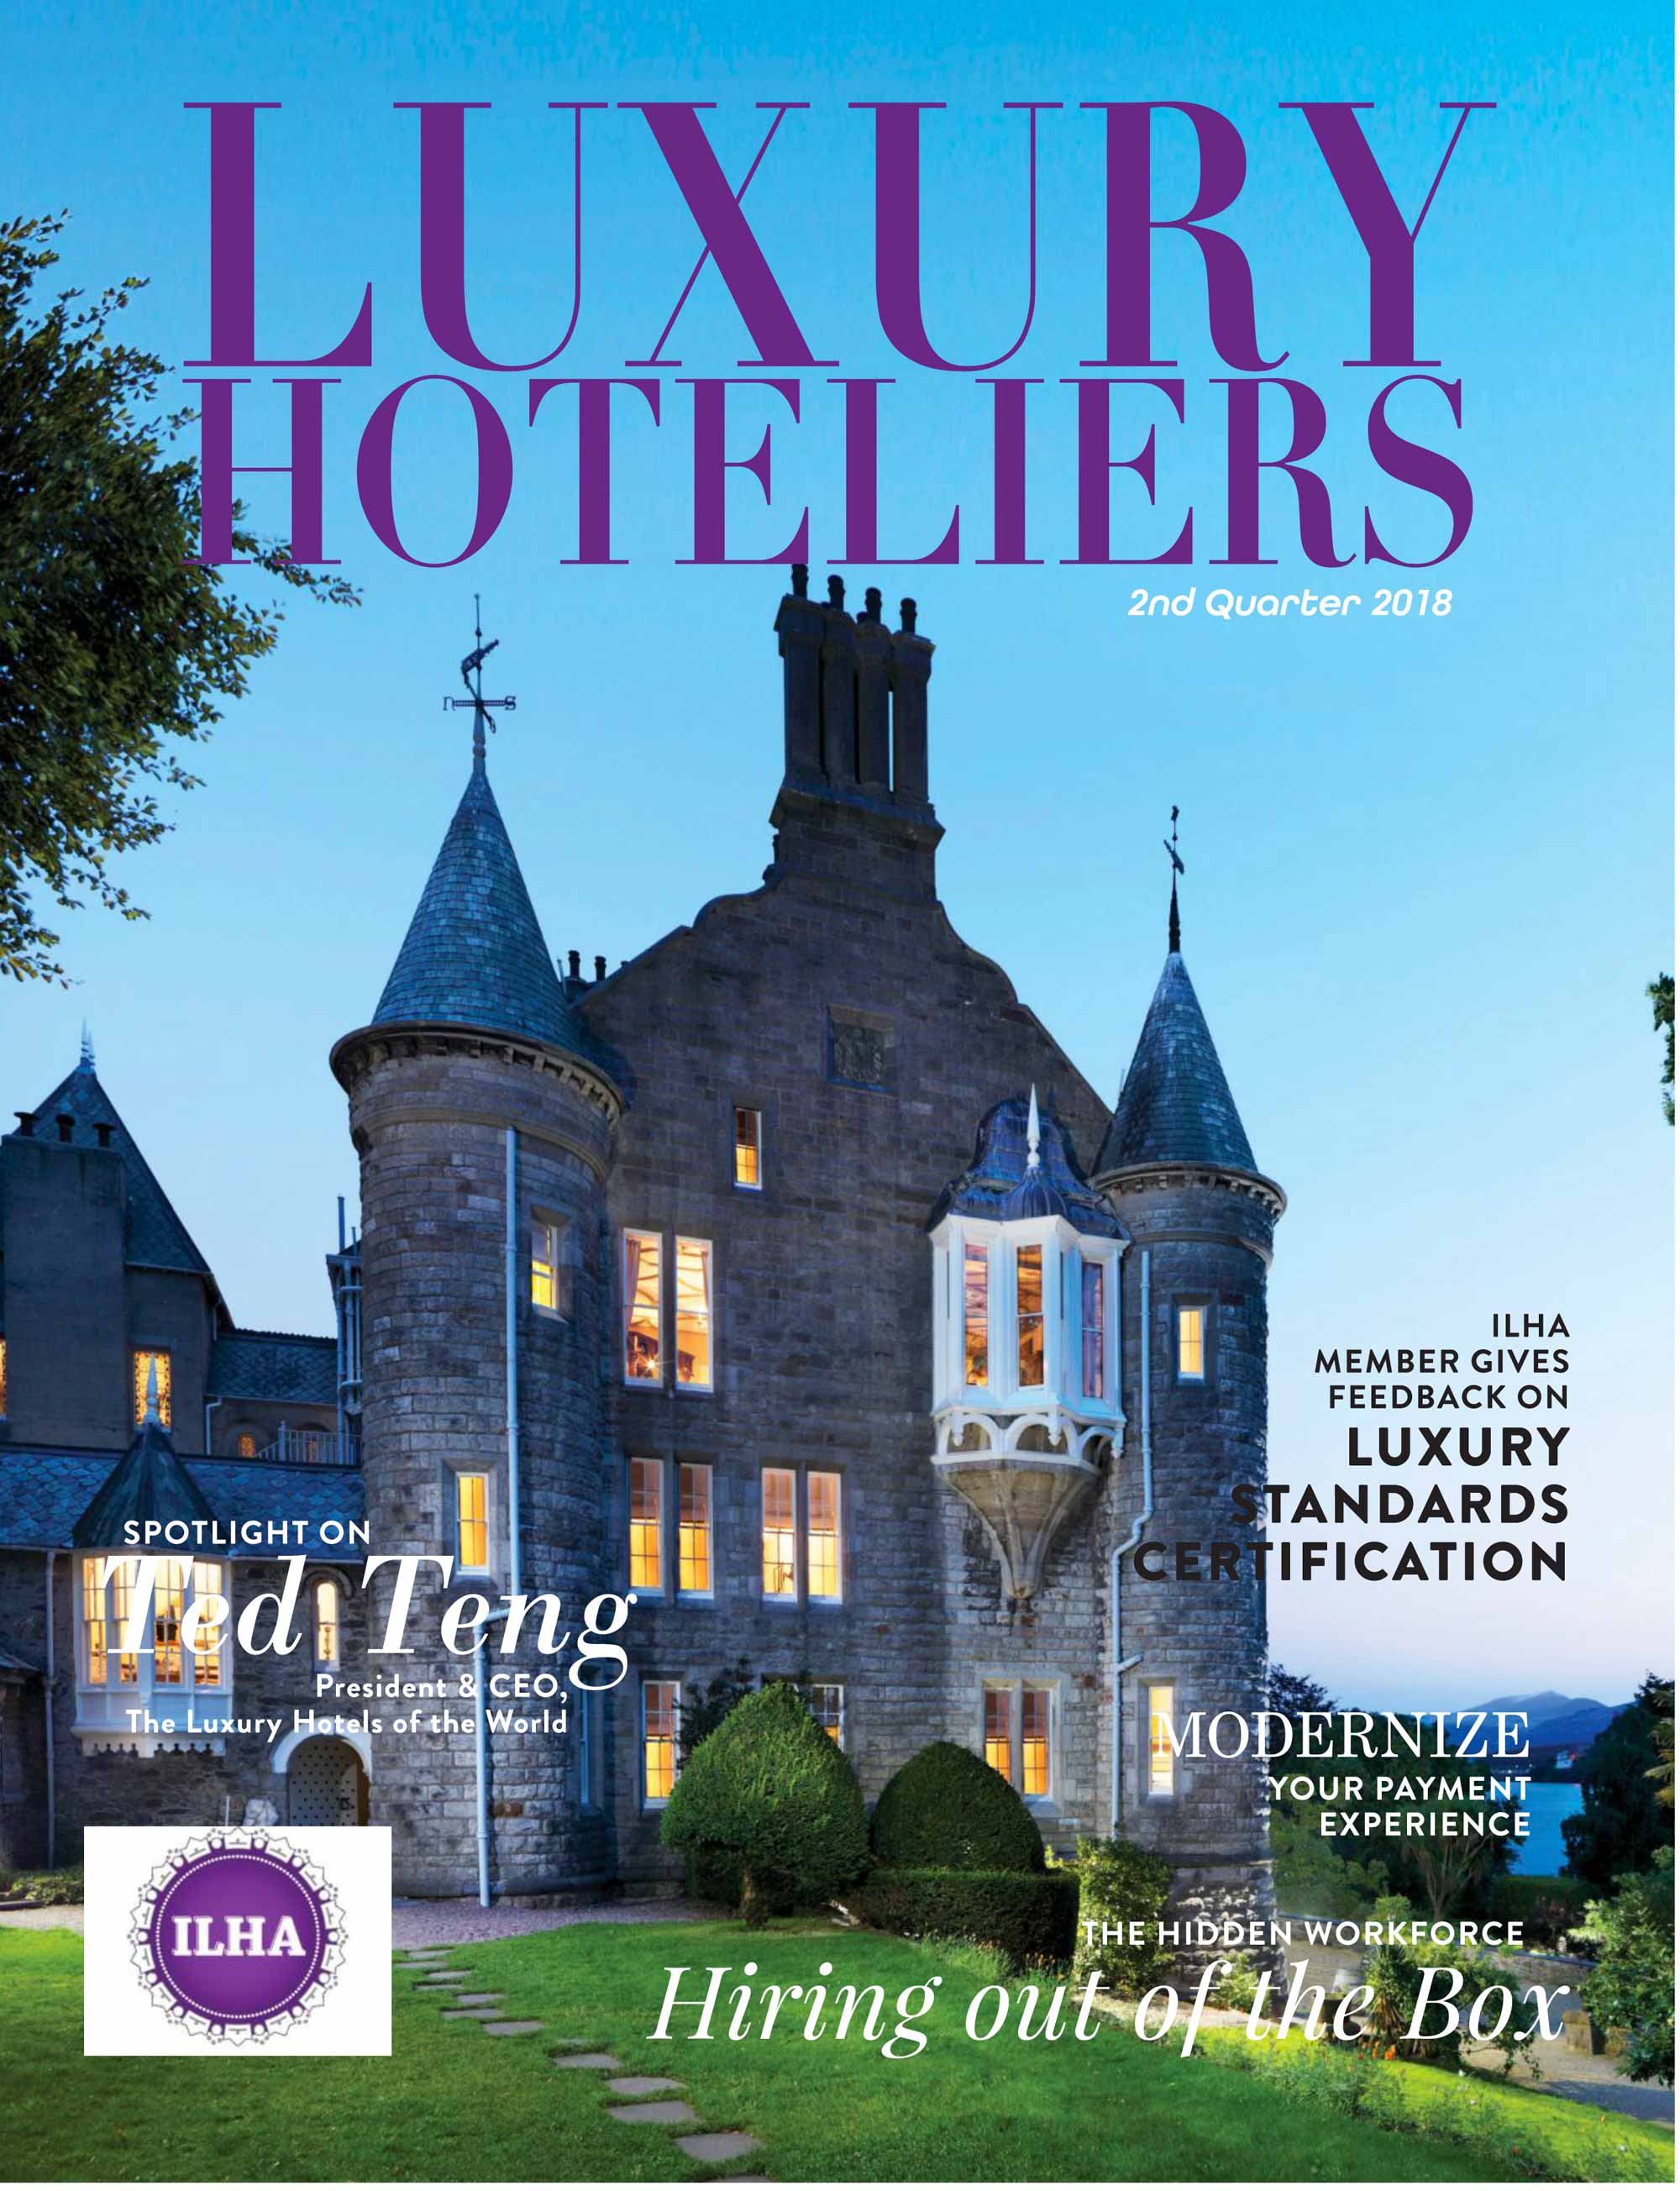 LUXURY
HOTELIERS
2nd Quarter 2018
n S
ILHA
MEMBER GIVES
FEEDBACK ON
LUXURY
STANDARDS
CERTIFICATION
SPOTLIGHT ON
Ted Teng
President & CEO,
The Luxury Hotels of the World
MODERNIZE
YOUR PAYMENT
EXPERIENCE
ILHA
THE HIDDEN WORKFORCE
Hiring out of the Box